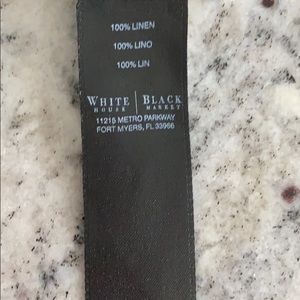 100% LINEN
100% LINO
100% LIN
WHITE | BLACK
HOUSE | MARKET
11215 METRO PARKWAY
FORT MYERS, FL 33966